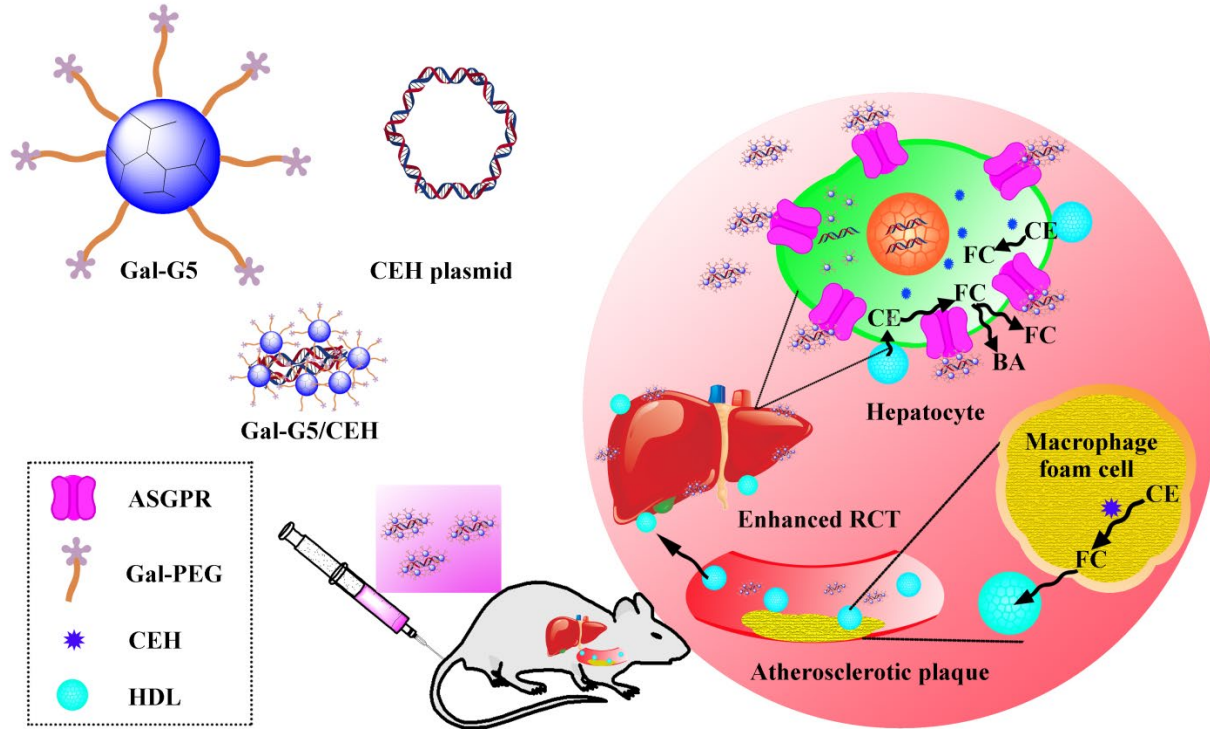 Gal-G5
CEH plasmid
Gal-G5/CEH
ASGPR
Gal-PEG
CEH
HDL
CE
FC
FC
CE
FC
BA
Hepatocyte
Macrophage
foam cell
CE
FC
Enhanced RCT
Atherosclerotic plaque